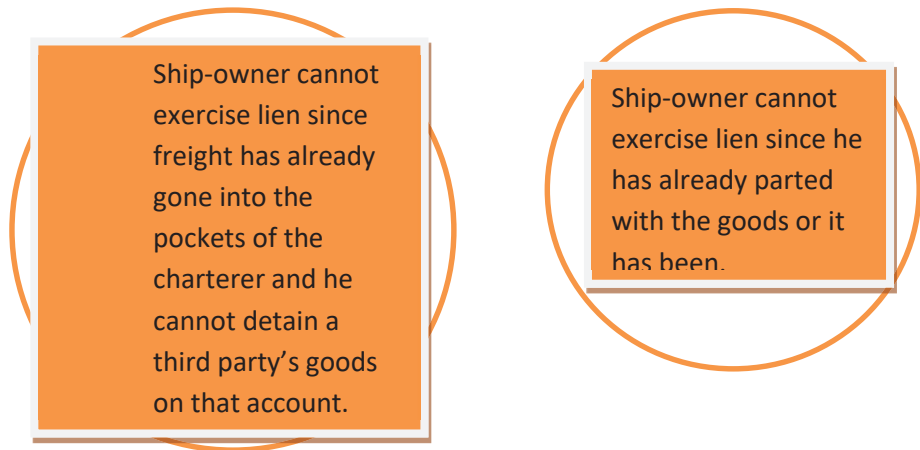 Ship-owner cannot
exercise lien since
freight has already
gone into the
pockets of the
charterer and he
cannot detain a
third party’s goods
on that account.
Ship-owner cannot
exercise lien since he
has already parted
with the goods or it
has been.